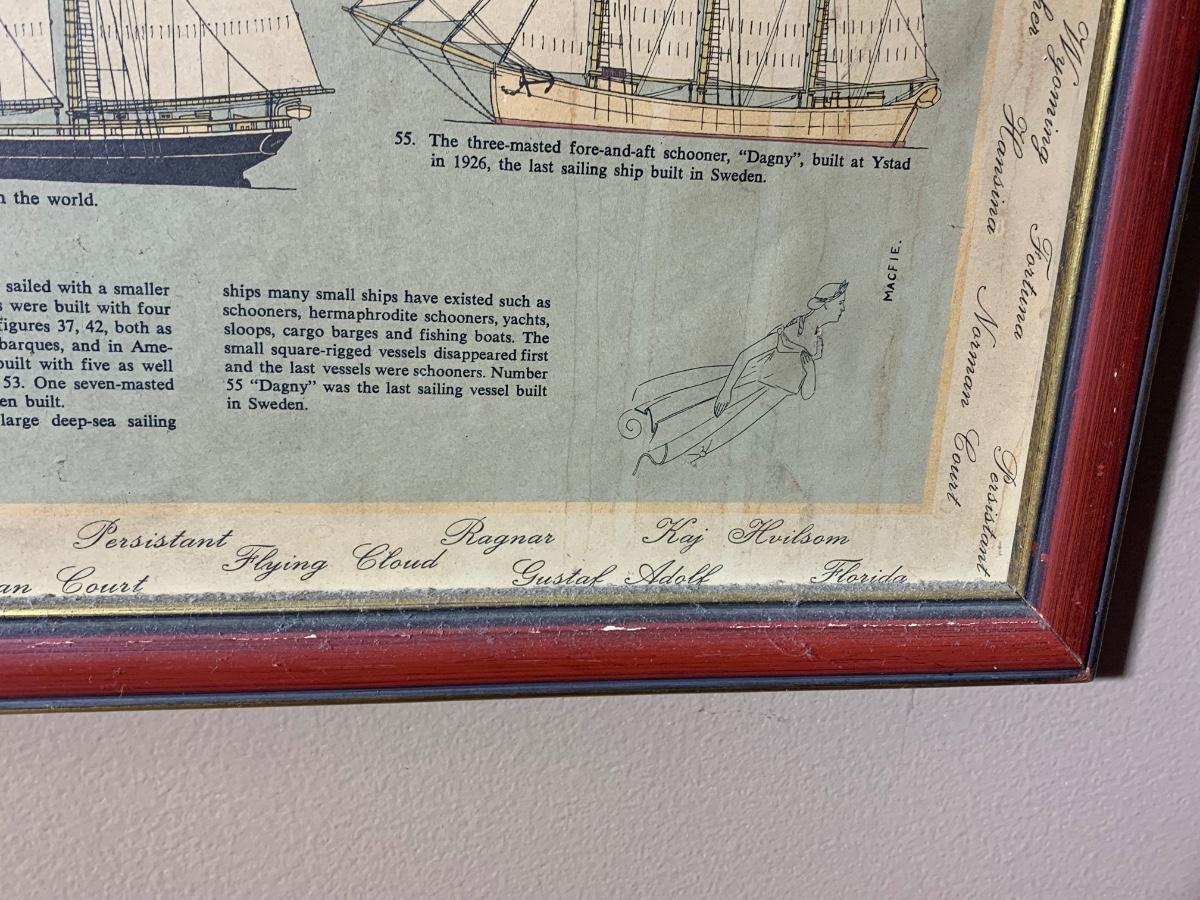 55. The three-masted fore-and-aft schooner, “Dagny”, built at Ystad
in 1926, the last sailing ship built in Sweden.
the world.
sailed with a smaller
were built with four
figures 37, 42, both as
barques, and in Ame-
built with five as well
53. One seven-masted
en built.
large deep-sea sailing
ships many small ships have existed such as
schooners, hermaphrodite schooners, yachts,
sloops, cargo barges and fishing boats. The
small square-rigged vessels disappeared first
and the last vessels were schooners. Number
55 “Dagny” was the last sailing vessel built
in Sweden.
MACFIE.
Wyoming
Hansina
Fortuna
Norman Court
Persistant
Persistant
Flying Cloud
Ragnar
Kaj Hvilsom
an Court
Gustaf Adolf
Florida